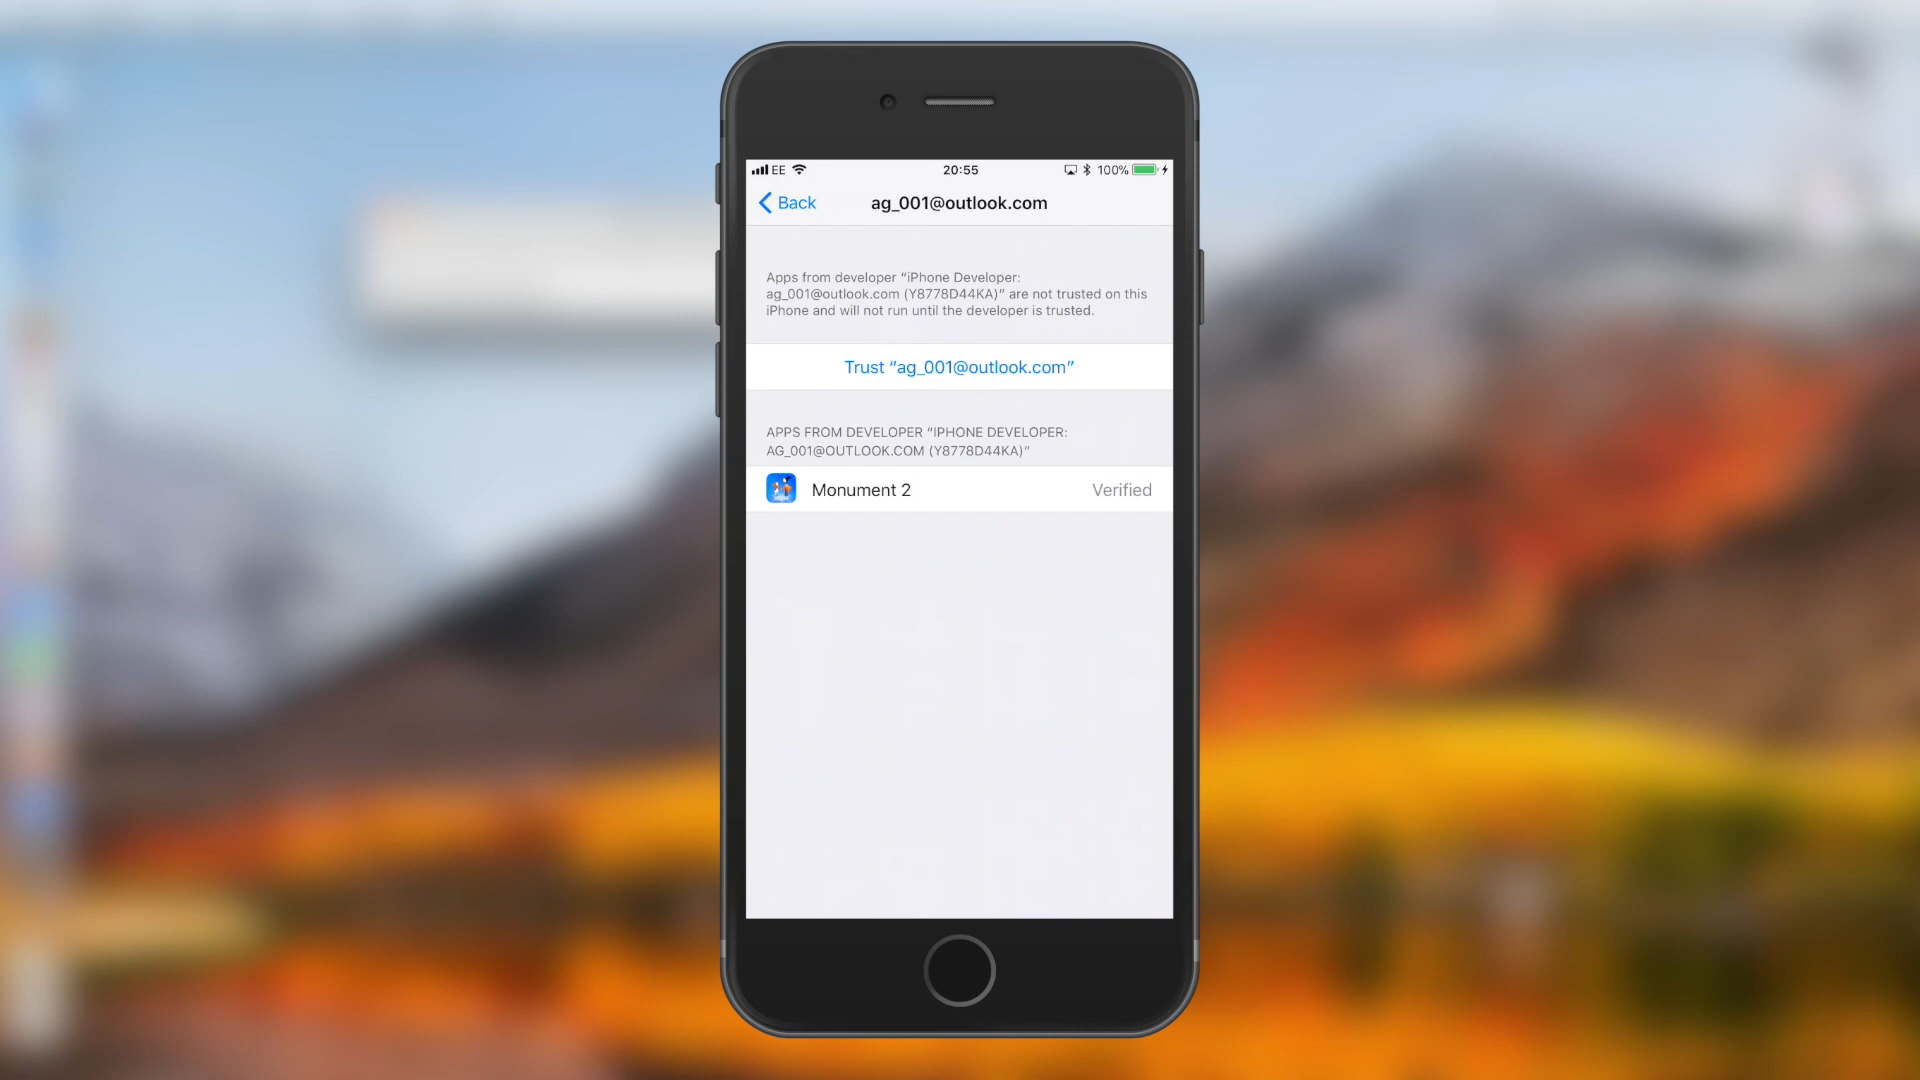 EE 20:55 100%
Back ag_001@outlook.com
Apps from developer “iPhone Developer:
ag_001@outlook.com (Y8778D44KA)” are not trusted on this
iPhone and will not run until the developer is trusted.
Trust “ag_001@outlook.com”
APPS FROM DEVELOPER “IPHONE DEVELOPER:
AG_001@OUTLOOK.COM (Y8778D44KA)”
Monument 2 Verified